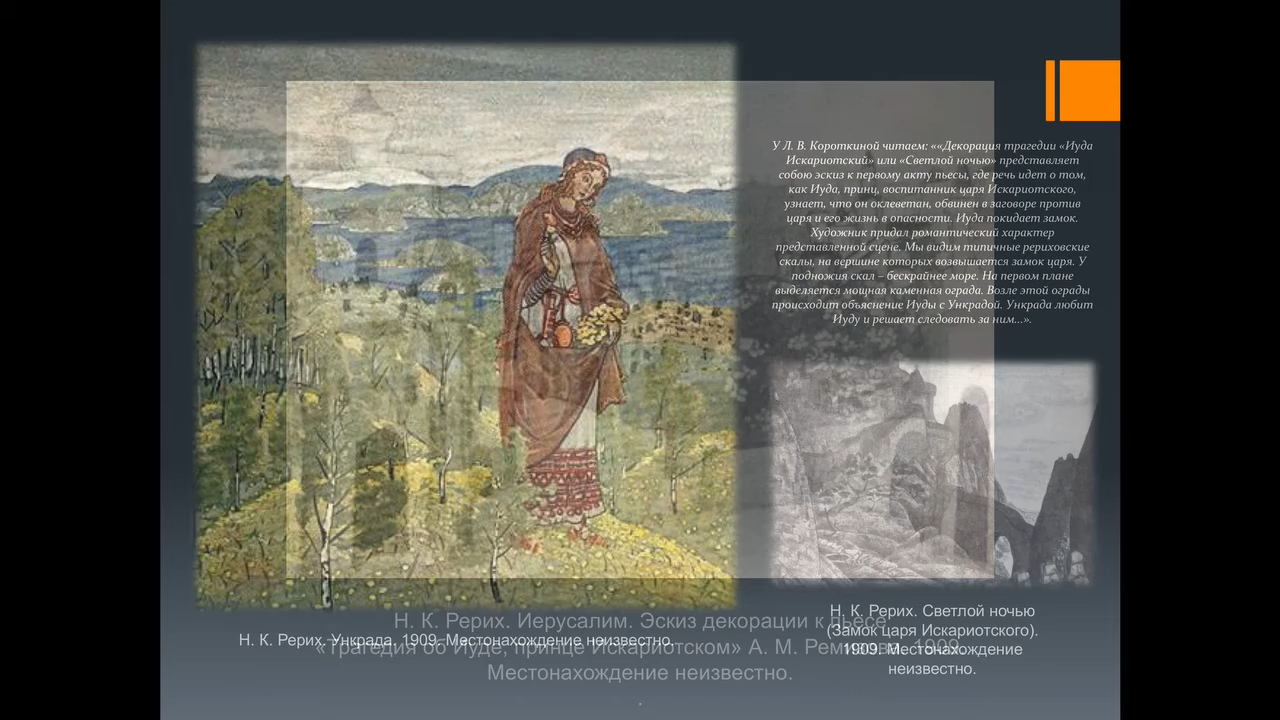 У Л. В. Короткиной читаем: ««Декорация трагедии «Иуда
Искариотский» или «Светлой ночью» представляет
собою эскиз к первому акту пьесы, где речь идет о том,
как Иуда, принц, воспитанник царя Искариотского,
узнает, что он оклеветан, обвинен в заговоре против
царя и его жизнь в опасности. Иуда покидает замок.
Художник придал романтический характер
представленной сцене. Мы видим типичные рериховские
скалы, на вершине которых возвышается замок царя. У
подножия скал – бескрайнее море. На первом плане
выделяется мощная каменная ограда. Возле этой ограды
происходит объяснение Иуды с Ункрадой. Ункрада любит
Иуду и решает следовать за ним...».
Н. К. Рерих. Ункрада. 1909. Местонахождение неизвестно.
Н. К. Рерих. Светлой ночью
(Замок царя Искариотского).
1909. Местонахождение
неизвестно.
Н. К. Рерих. Иерусалим. Эскиз декорации к пьесе
«Трагедия об Иуде, принце Искариотском» А. М. Ремизова.
Местонахождение неизвестно.
.